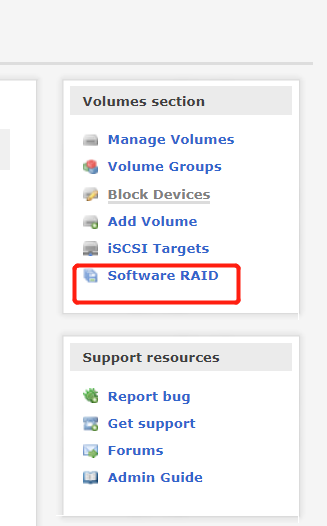 Volumes section
Manage Volumes
Volume Groups
Block Devices
Add Volume
iSCSI Targets
Software RAID
Support resources
Report bug
Get support
Forums
Admin Guide